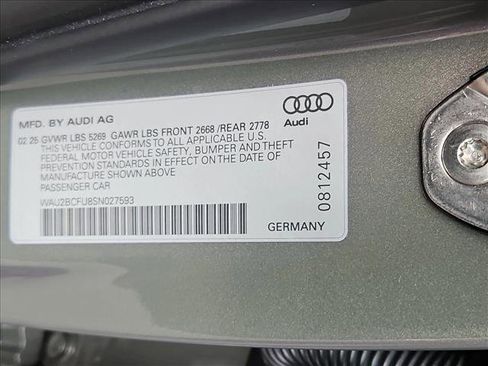 MFD. BY AUDI AG
02.25 GVWR LBS 5269 GAWR LBS FRONT 2668 /REAR 2778
THIS VEHICLE CONFORMS TO ALL APPLICABLE U.S.
FEDERAL MOTOR VEHICLE SAFETY, BUMPER AND THEFT
PREVENTION STANDARDS IN EFFECT ON THE DATE OF
MANUFACTURE SHOWN ABOVE
PASSENGER CAR
WAU2BCFU8SN027593
Audi
0812457
GERMANY